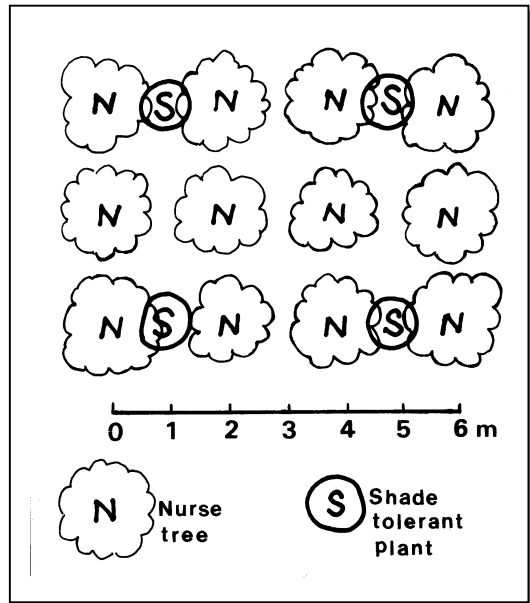 N S N N S N
N N N N
N S N N S N
0 1 2 3 4 5 6 m
N Nurse
tree
S Shade
tolerant
plant